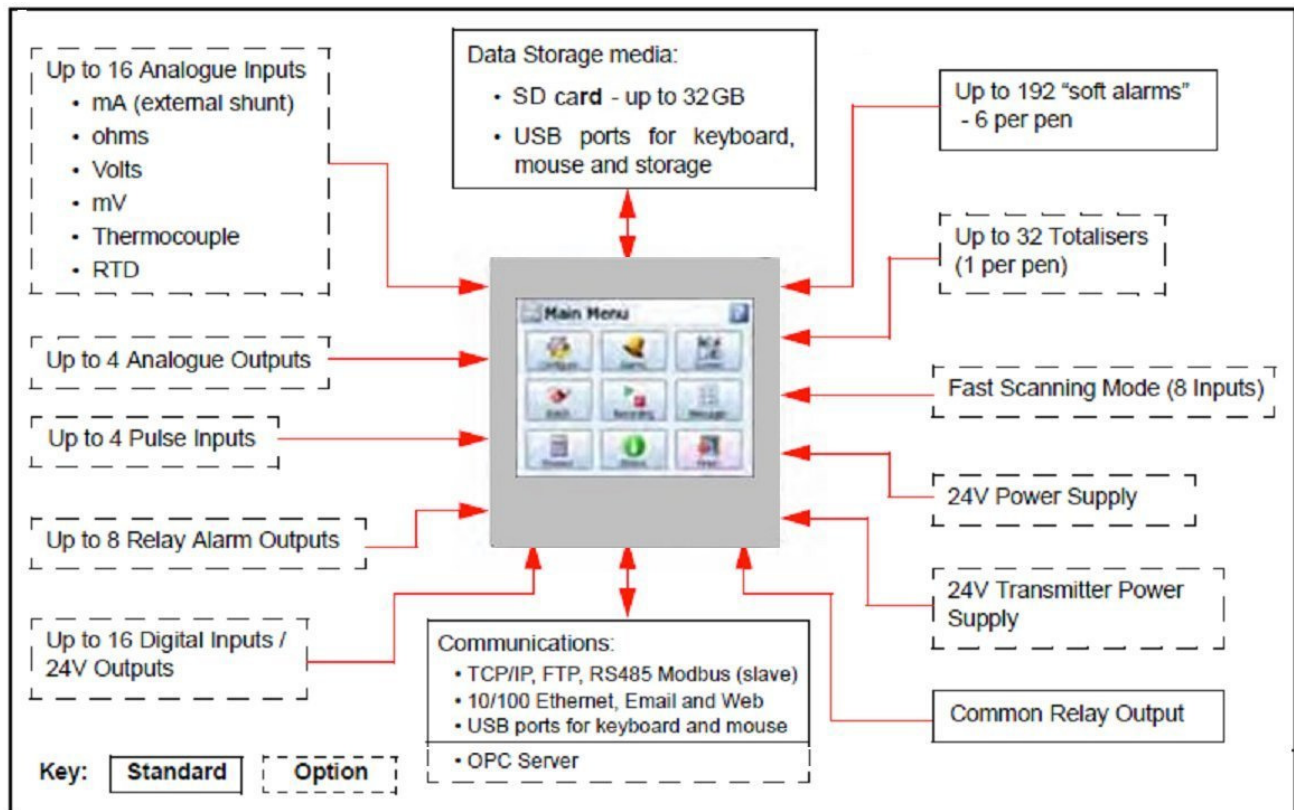 Up to 16 Analogue Inputs
• mA (external shunt)
• ohms
• Volts
• mV
• Thermocouple
• RTD
Up to 4 Analogue Outputs
Up to 4 Pulse Inputs
Up to 8 Relay Alarm Outputs
Up to 16 Digital Inputs /
24V Outputs
Data Storage media:
• SD card - up to 32GB
• USB ports for keyboard,
mouse and storage
Main Menu
Communications:
• TCP/IP, FTP, RS485 Modbus (slave)
• 10/100 Ethernet, Email and Web
• USB ports for keyboard and mouse
• OPC Server
Up to 192 “soft alarms”
- 6 per pen
Up to 32 Totalisers
(1 per pen)
Fast Scanning Mode (8 Inputs)
24V Power Supply
24V Transmitter Power
Supply
Common Relay Output
Key: Standard Option